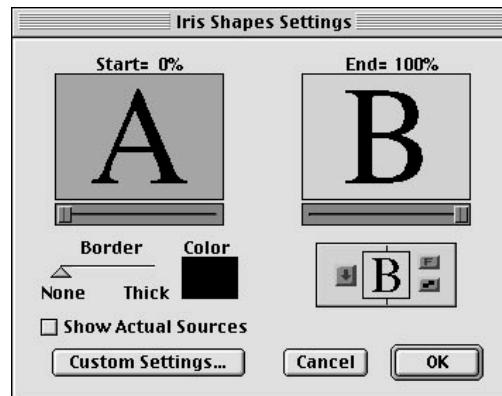 Iris Shapes Settings
Start= 0%
End= 100%
A
B
Border
Color
None
Thick
B
F
Show Actual Sources
Custom Settings...
Cancel
OK